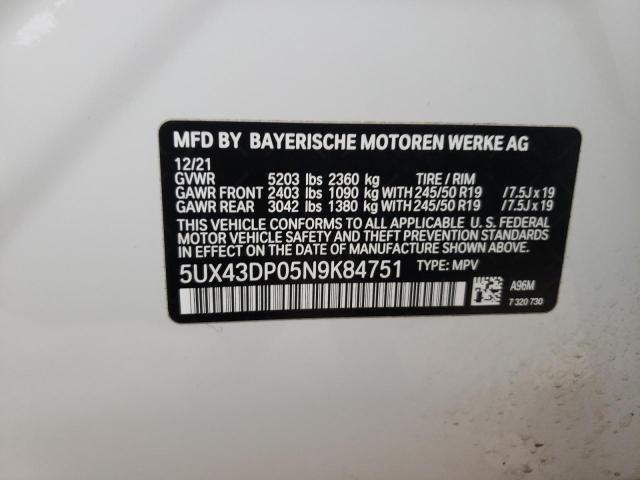 MFD BY BAYERISCHE MOTOREN WERKE AG
12/21
GVWR 5203 lbs 2360 kg TIRE / RIM
GAWR FRONT 2403 lbs 1090 kg WITH 245/50 R19 /7.5J x 19
GAWR REAR 3042 lbs 1380 kg WITH 245/50 R19 /7.5J x 19
THIS VEHICLE CONFORMS TO ALL APPLICABLE U. S. FEDERAL
MOTOR VEHICLE SAFETY, BUMPER, AND THEFT PREVENTION STANDARDS
IN EFFECT ON THE DATE OF MANUFACTURE SHOWN ABOVE.
5UX43DP05N9K84751 TYPE: MPV
A96M
7 320 730